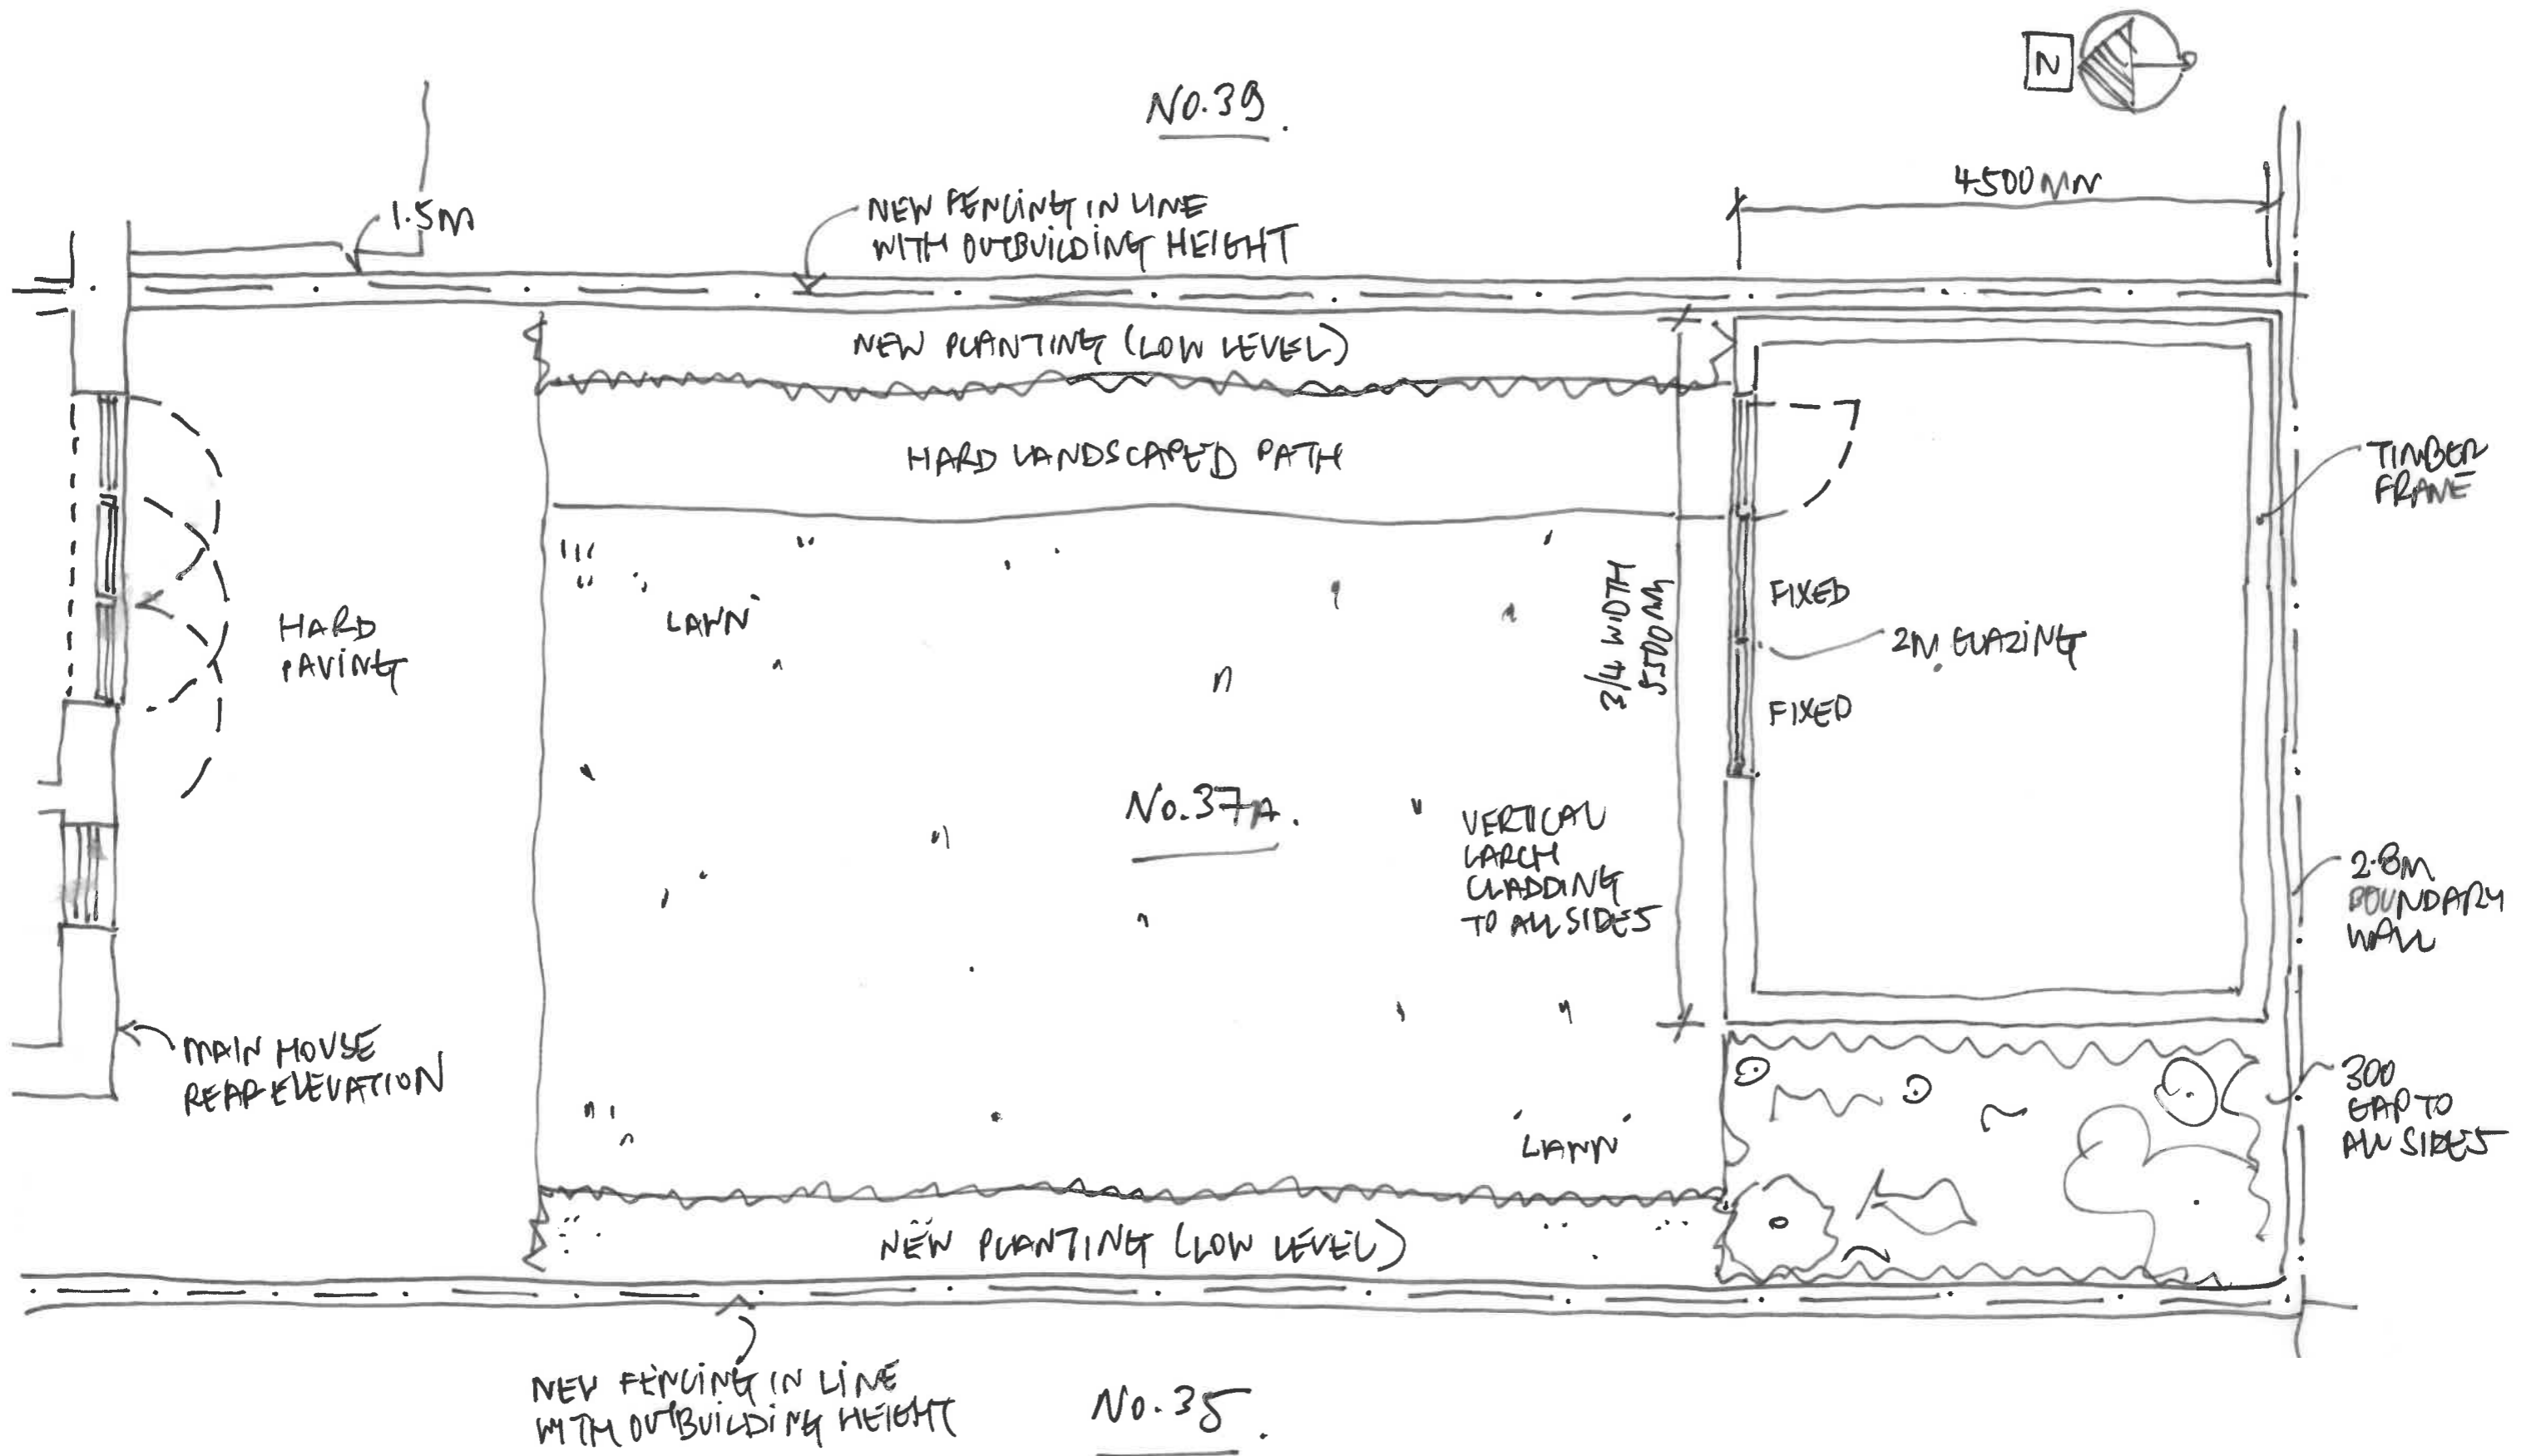 N
No.39.
4500MM
1.5M
NEW FENCING IN LINE
WITH OUTBUILDING HEIGHT
NEW PLANTING (LOW LEVEL)
HARD LANDSCAPED PATH
TIMBER
FRAME
'LAWN'
HARD
PAVING
3/4 WIDTH
5500MM
FIXED
2M. GLAZING
FIXED
No.37A.
VERTICAL
LARCH
CLADDING
TO ALL SIDES
2.8M
BOUNDARY
WALL
MAIN HOUSE
REAR ELEVATION
300
GAP TO
ALL SIDES
'LAWN'
NEW PLANTING (LOW LEVEL)
NEW FENCING IN LINE
WITH OUTBUILDING HEIGHT
No.35.